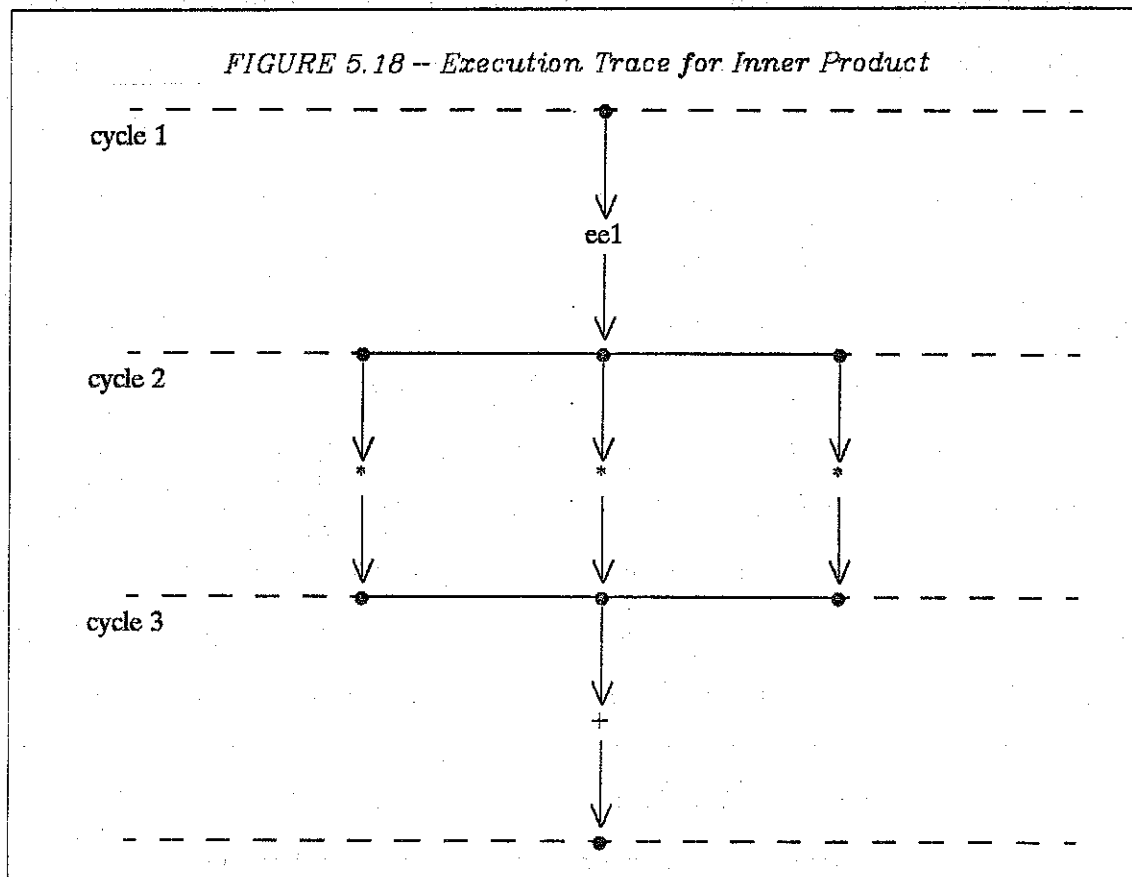 FIGURE 5.18 -- Execution Trace for Inner Product
cycle 1
ee1
cycle 2
* * *
cycle 3
+